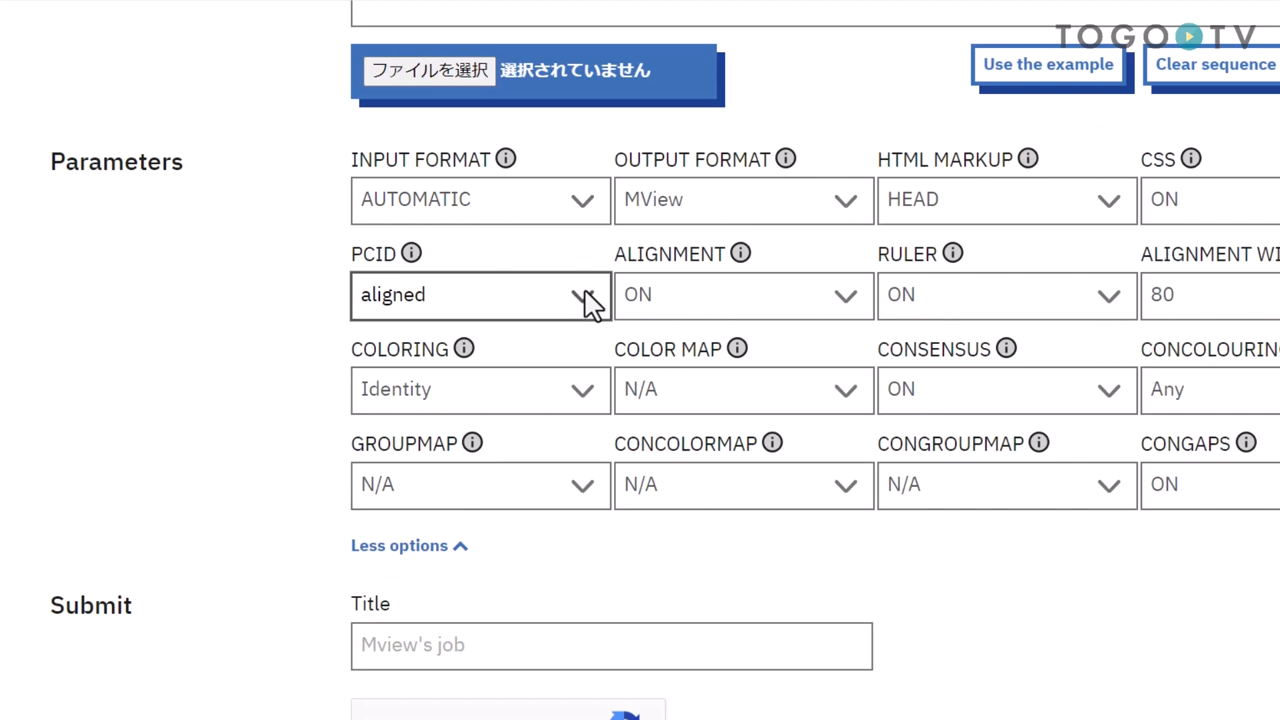 TOGO TV
ファイルを選択 選択されていません
Use the example
Clear sequence
Parameters
INPUT FORMAT
OUTPUT FORMAT
HTML MARKUP
CSS
AUTOMATIC
MView
HEAD
ON
PCID
ALIGNMENT
RULER
ALIGNMENT WI
aligned
ON
ON
80
COLORING
COLOR MAP
CONSENSUS
CONCOLOURING
Identity
N/A
ON
Any
GROUPMAP
CONCOLORMAP
CONGROUPMAP
CONGAPS
N/A
N/A
N/A
ON
Less options
Submit
Title
Mview's job